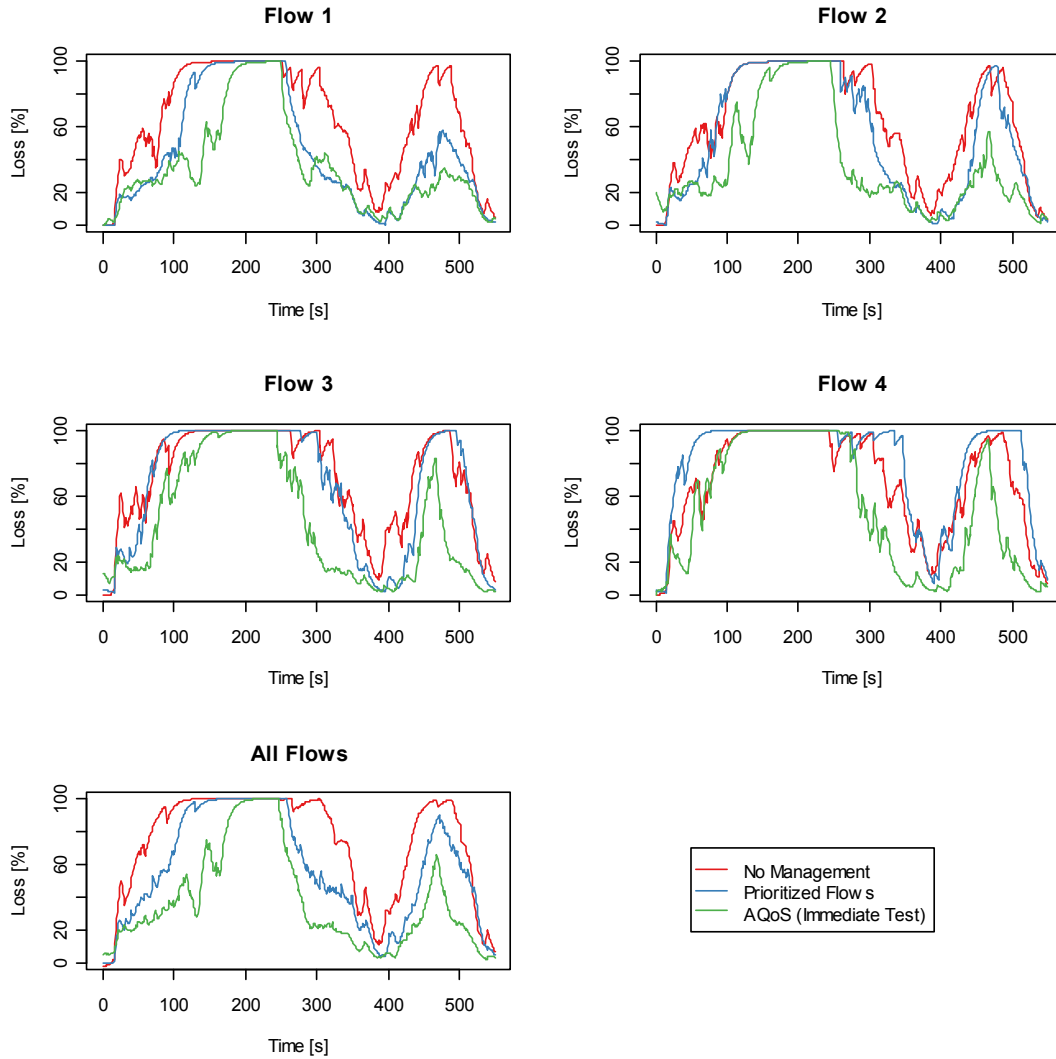 Flow 1
Loss [%]
100
60
20
0
0 100 200 300 400 500
Time [s]
Flow 2
Loss [%]
100
60
20
0
0 100 200 300 400 500
Time [s]
Flow 3
Loss [%]
100
60
20
0
0 100 200 300 400 500
Time [s]
Flow 4
Loss [%]
100
60
20
0
0 100 200 300 400 500
Time [s]
All Flows
Loss [%]
100
60
20
0
0 100 200 300 400 500
Time [s]
No Management
Prioritized Flows
AQoS (Immediate Test)